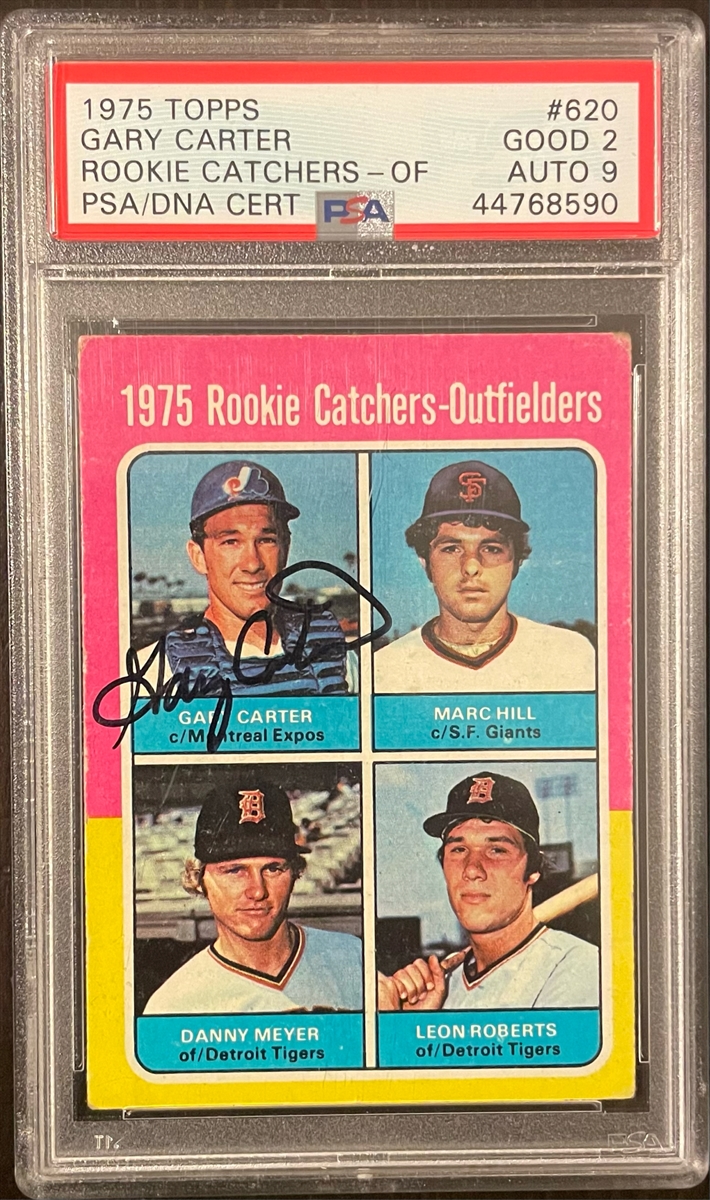 1975 TOPPS #620
GARY CARTER GOOD 2
ROOKIE CATCHERS – OF AUTO 9
PSA/DNA CERT PSA 44768590
1975 Rookie Catchers-Outfielders
SF
Gary Carter
GARY CARTER
c/Montreal Expos
MARC HILL
c/S.F. Giants
D
D
DANNY MEYER
of/Detroit Tigers
LEON ROBERTS
of/Detroit Tigers
PSA